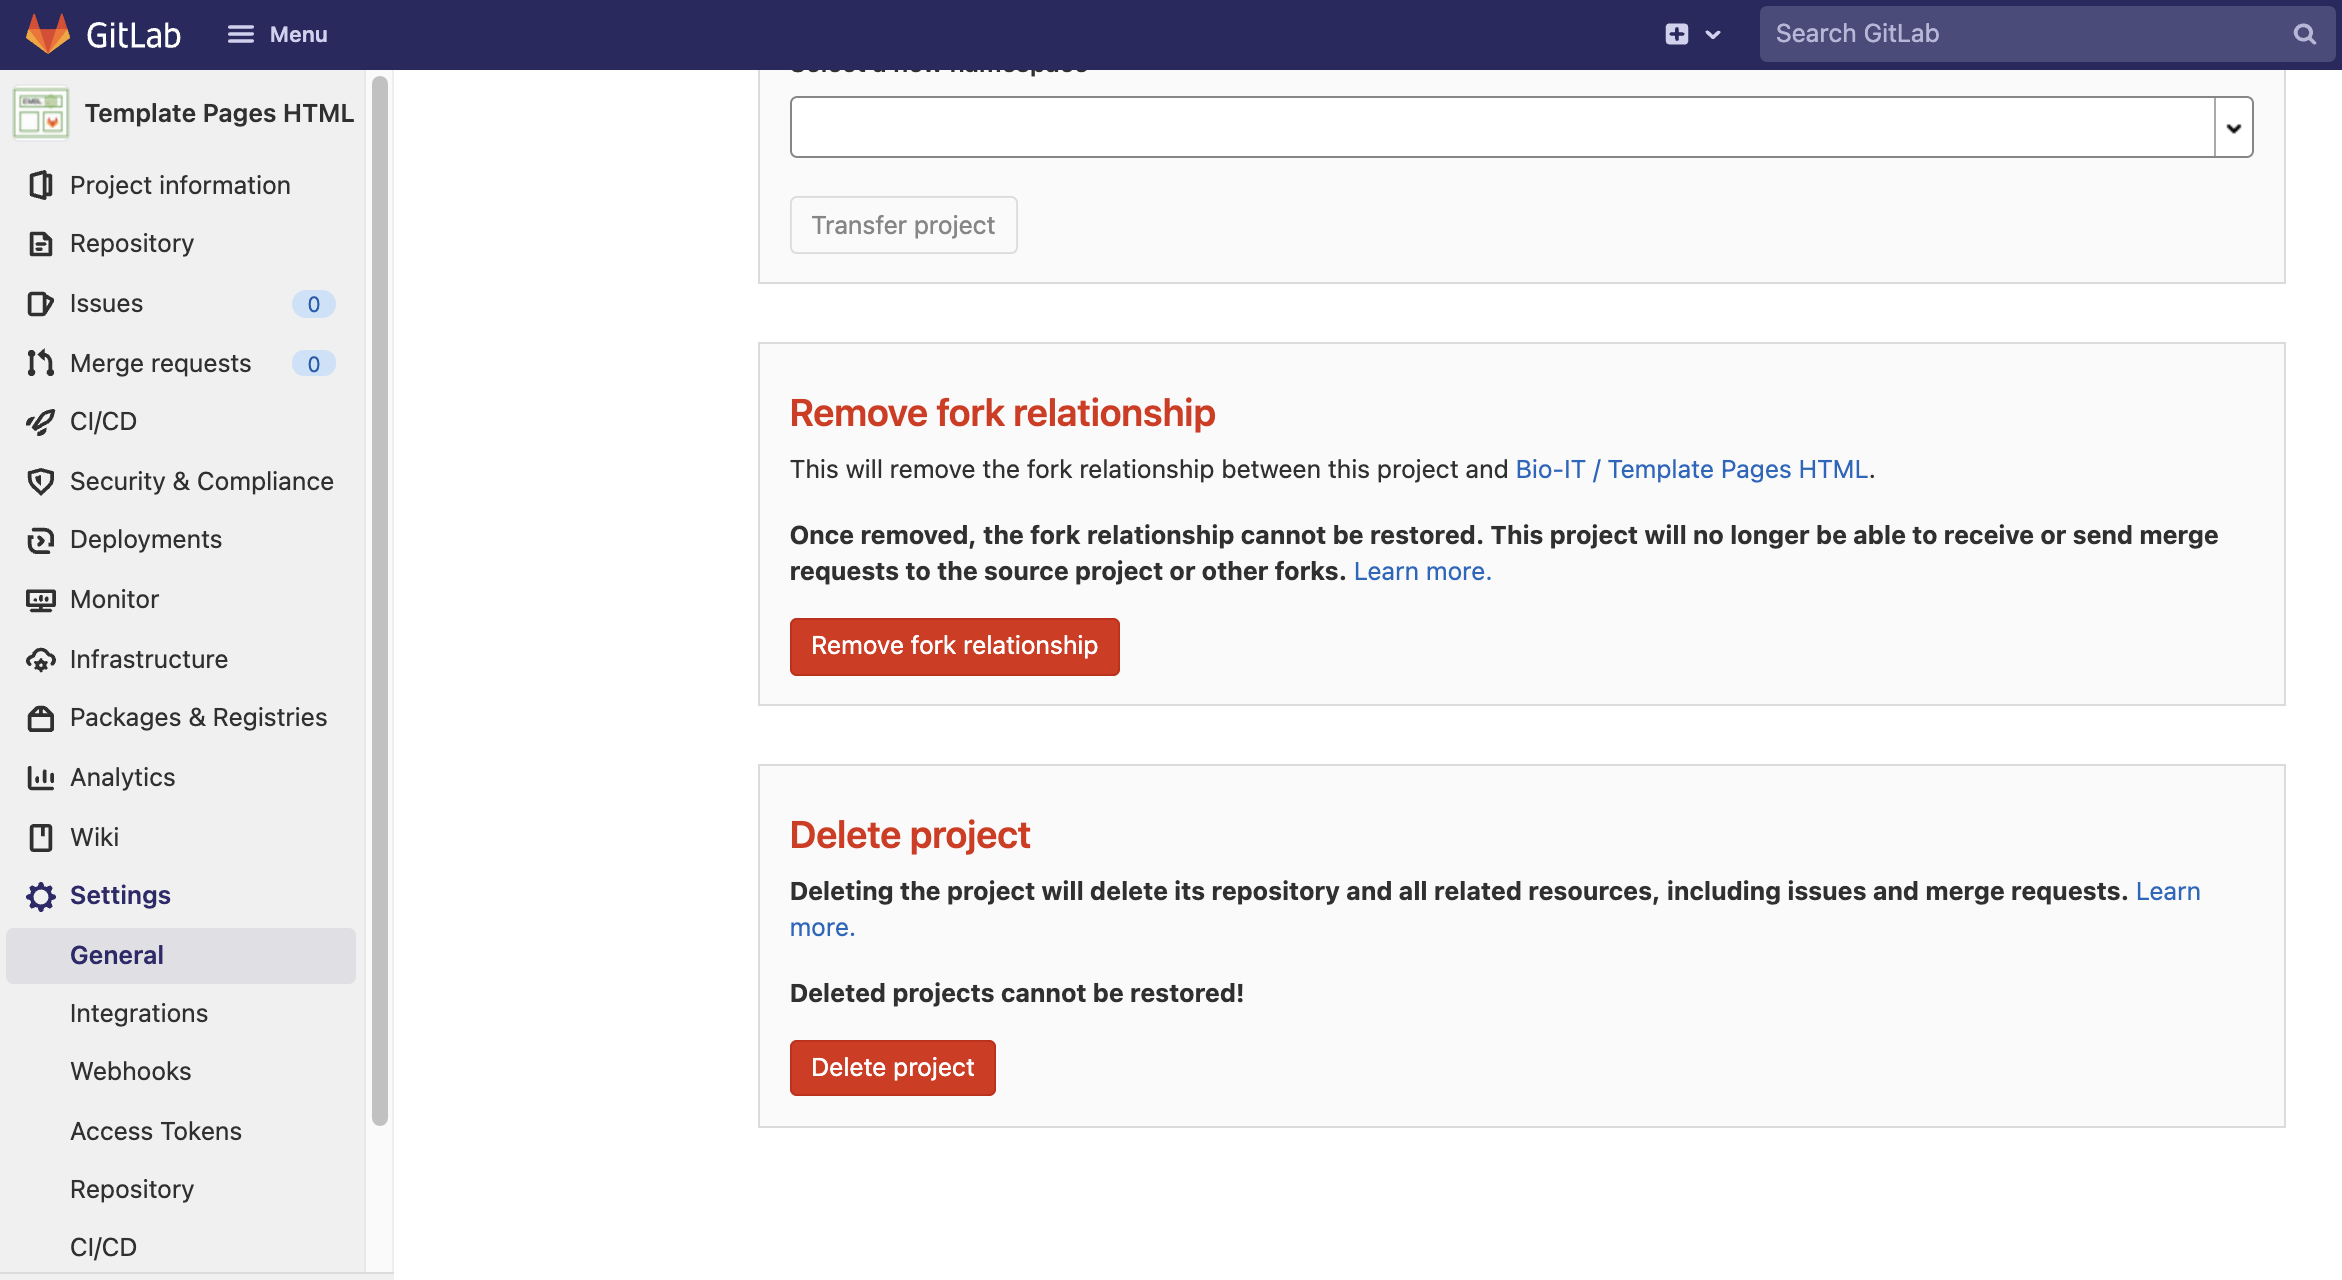 GitLab
Menu
Search GitLab
Template Pages HTML
Project information
Repository
Issues 0
Merge requests 0
CI/CD
Security & Compliance
Deployments
Monitor
Infrastructure
Packages & Registries
Analytics
Wiki
Settings
General
Integrations
Webhooks
Access Tokens
Repository
CI/CD
Select a new namespace
Transfer project
Remove fork relationship
This will remove the fork relationship between this project and Bio-IT / Template Pages HTML.
Once removed, the fork relationship cannot be restored. This project will no longer be able to receive or send merge
requests to the source project or other forks. Learn more.
Remove fork relationship
Delete project
Deleting the project will delete its repository and all related resources, including issues and merge requests. Learn
more.
Deleted projects cannot be restored!
Delete project